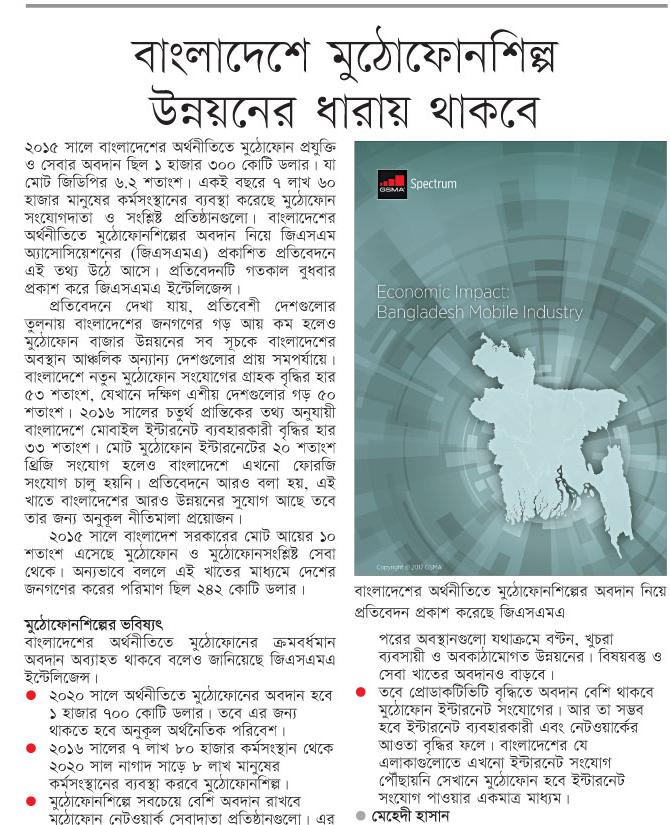 বাংলাদেশে মুঠোফোনশিল্প
উন্নয়নের ধারায় থাকবে
২০১৫ সালে বাংলাদেশের অর্থনীতিতে মুঠোফোন প্রযুক্তি
ও সেবার অবদান ছিল ১ হাজার ৩০০ কোটি ডলার। যা
মোট জিডিপির ৬.২ শতাংশ। একই বছরে ৭ লাখ ৬০
হাজার মানুষের কর্মসংস্থানের ব্যবস্থা করেছে মুঠোফোন
সংযোগদাতা ও সংশ্লিষ্ট প্রতিষ্ঠানগুলো। বাংলাদেশের
অর্থনীতিতে মুঠোফোনশিল্পের অবদান নিয়ে জিএসএম
অ্যাসোসিয়েশনের (জিএসএমএ) প্রকাশিত প্রতিবেদনে
এই তথ্য উঠে আসে। প্রতিবেদনটি গতকাল বুধবার
প্রকাশ করে জিএসএমএ ইন্টেলিজেন্স।
প্রতিবেদনে দেখা যায়, প্রতিবেশী দেশগুলোর
তুলনায় বাংলাদেশের জনগণের গড় আয় কম হলেও
মুঠোফোন বাজার উন্নয়নের সব সূচকে বাংলাদেশের
অবস্থান আঞ্চলিক অন্যান্য দেশগুলোর প্রায় সমপর্যায়ে।
বাংলাদেশে নতুন মুঠোফোন সংযোগের গ্রাহক বৃদ্ধির হার
৫৩ শতাংশ, যেখানে দক্ষিণ এশীয় দেশগুলোর গড় ৫০
শতাংশ। ২০১৬ সালের চতুর্থ প্রান্তিকের তথ্য অনুযায়ী
বাংলাদেশে মোবাইল ইন্টারনেট ব্যবহারকারী বৃদ্ধির হার
৩৩ শতাংশ। মোট মুঠোফোন ইন্টারনেটের ২০ শতাংশ
থ্রিজি সংযোগ হলেও বাংলাদেশে এখনো ফোরজি
সংযোগ চালু হয়নি। প্রতিবেদনে আরও বলা হয়, এই
খাতে বাংলাদেশের আরও উন্নয়নের সুযোগ আছে তবে
তার জন্য অনুকূল নীতিমালা প্রয়োজন।
২০১৫ সালে বাংলাদেশ সরকারের মোট আয়ের ১০
শতাংশ এসেছে মুঠোফোন ও মুঠোফোনসংশ্লিষ্ট সেবা
থেকে। অন্যভাবে বললে এই খাতের মাধ্যমে দেশের
জনগণের করের পরিমাণ ছিল ২৪২ কোটি ডলার।
মুঠোফোনশিল্পের ভবিষ্যৎ
বাংলাদেশের অর্থনীতিতে মুঠোফোনের ক্রমবর্ধমান
অবদান অব্যাহত থাকবে বলেও জানিয়েছে জিএসএমএ
ইন্টেলিজেন্স।
● ২০২০ সালে অর্থনীতিতে মুঠোফোনের অবদান হবে
১ হাজার ৭০০ কোটি ডলার। তবে এর জন্য
থাকতে হবে অনুকূল অর্থনৈতিক পরিবেশ।
● ২০১৬ সালের ৭ লাখ ৮০ হাজার কর্মসংস্থান থেকে
২০২০ সাল নাগাদ সাড়ে ৮ লাখ মানুষের
কর্মসংস্থানের ব্যবস্থা করবে মুঠোফোনশিল্প।
● মুঠোফোনশিল্পে সবচেয়ে বেশি অবদান রাখবে
মুঠোফোন নেটওয়ার্ক সেবাদাতা প্রতিষ্ঠানগুলো। এর
GSMA Spectrum
Economic Impact:
Bangladesh Mobile Industry
Copyright © 2017 GSMA
বাংলাদেশের অর্থনীতিতে মুঠোফোনশিল্পের অবদান নিয়ে
প্রতিবেদন প্রকাশ করেছে জিএসএমএ
পরের অবস্থানগুলো যথাক্রমে বণ্টন, খুচরা
ব্যবসায়ী ও অবকাঠামোগত উন্নয়নের। বিষয়বস্তু ও
সেবা খাতের অবদানও বাড়বে।
● তবে প্রোডাকটিভিটি বৃদ্ধিতে অবদান বেশি থাকবে
মুঠোফোন ইন্টারনেট সংযোগের। আর তা সম্ভব
হবে ইন্টারনেট ব্যবহারকারী এবং নেটওয়ার্কের
আওতা বৃদ্ধির ফলে। বাংলাদেশের যে
এলাকাগুলোতে এখনো ইন্টারনেট সংযোগ
পৌঁছায়নি সেখানে মুঠোফোন হবে ইন্টারনেট
সংযোগ পাওয়ার একমাত্র মাধ্যম।
● মেহেদী হাসান